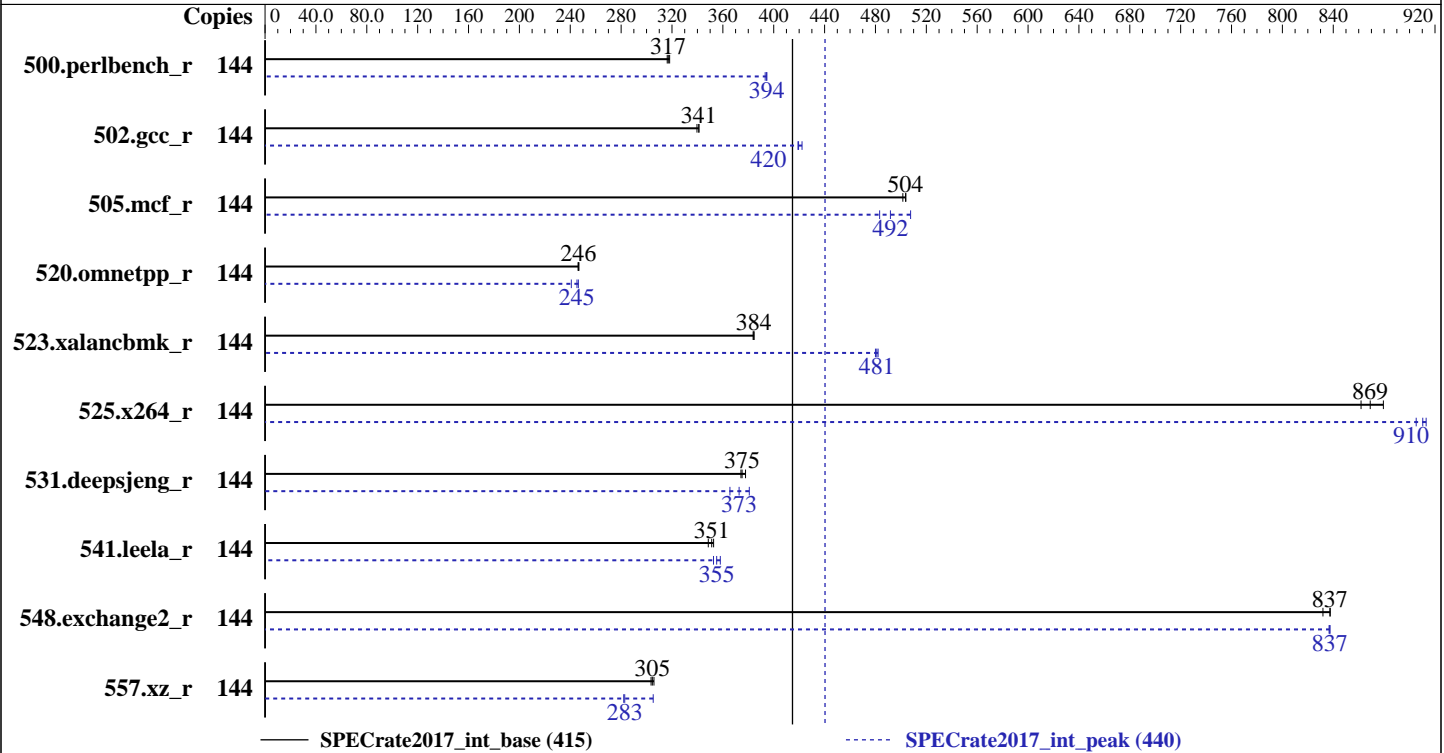 Copies 0 40.0 80.0 120 160 200 240 280 320 360 400 440 480 520 560 600 640 680 720 760 800 840 920
317
500.perlbench_r 144
394
341
502.gcc_r 144
420
504
505.mcf_r 144
492
246
520.omnetpp_r 144
245
384
523.xalancbmk_r 144
481
869
525.x264_r 144
910
375
531.deepsjeng_r 144
373
351
541.leela_r 144
355
837
548.exchange2_r 144
837
305
557.xz_r 144
283
SPECrate2017_int_base (415) SPECrate2017_int_peak (440)